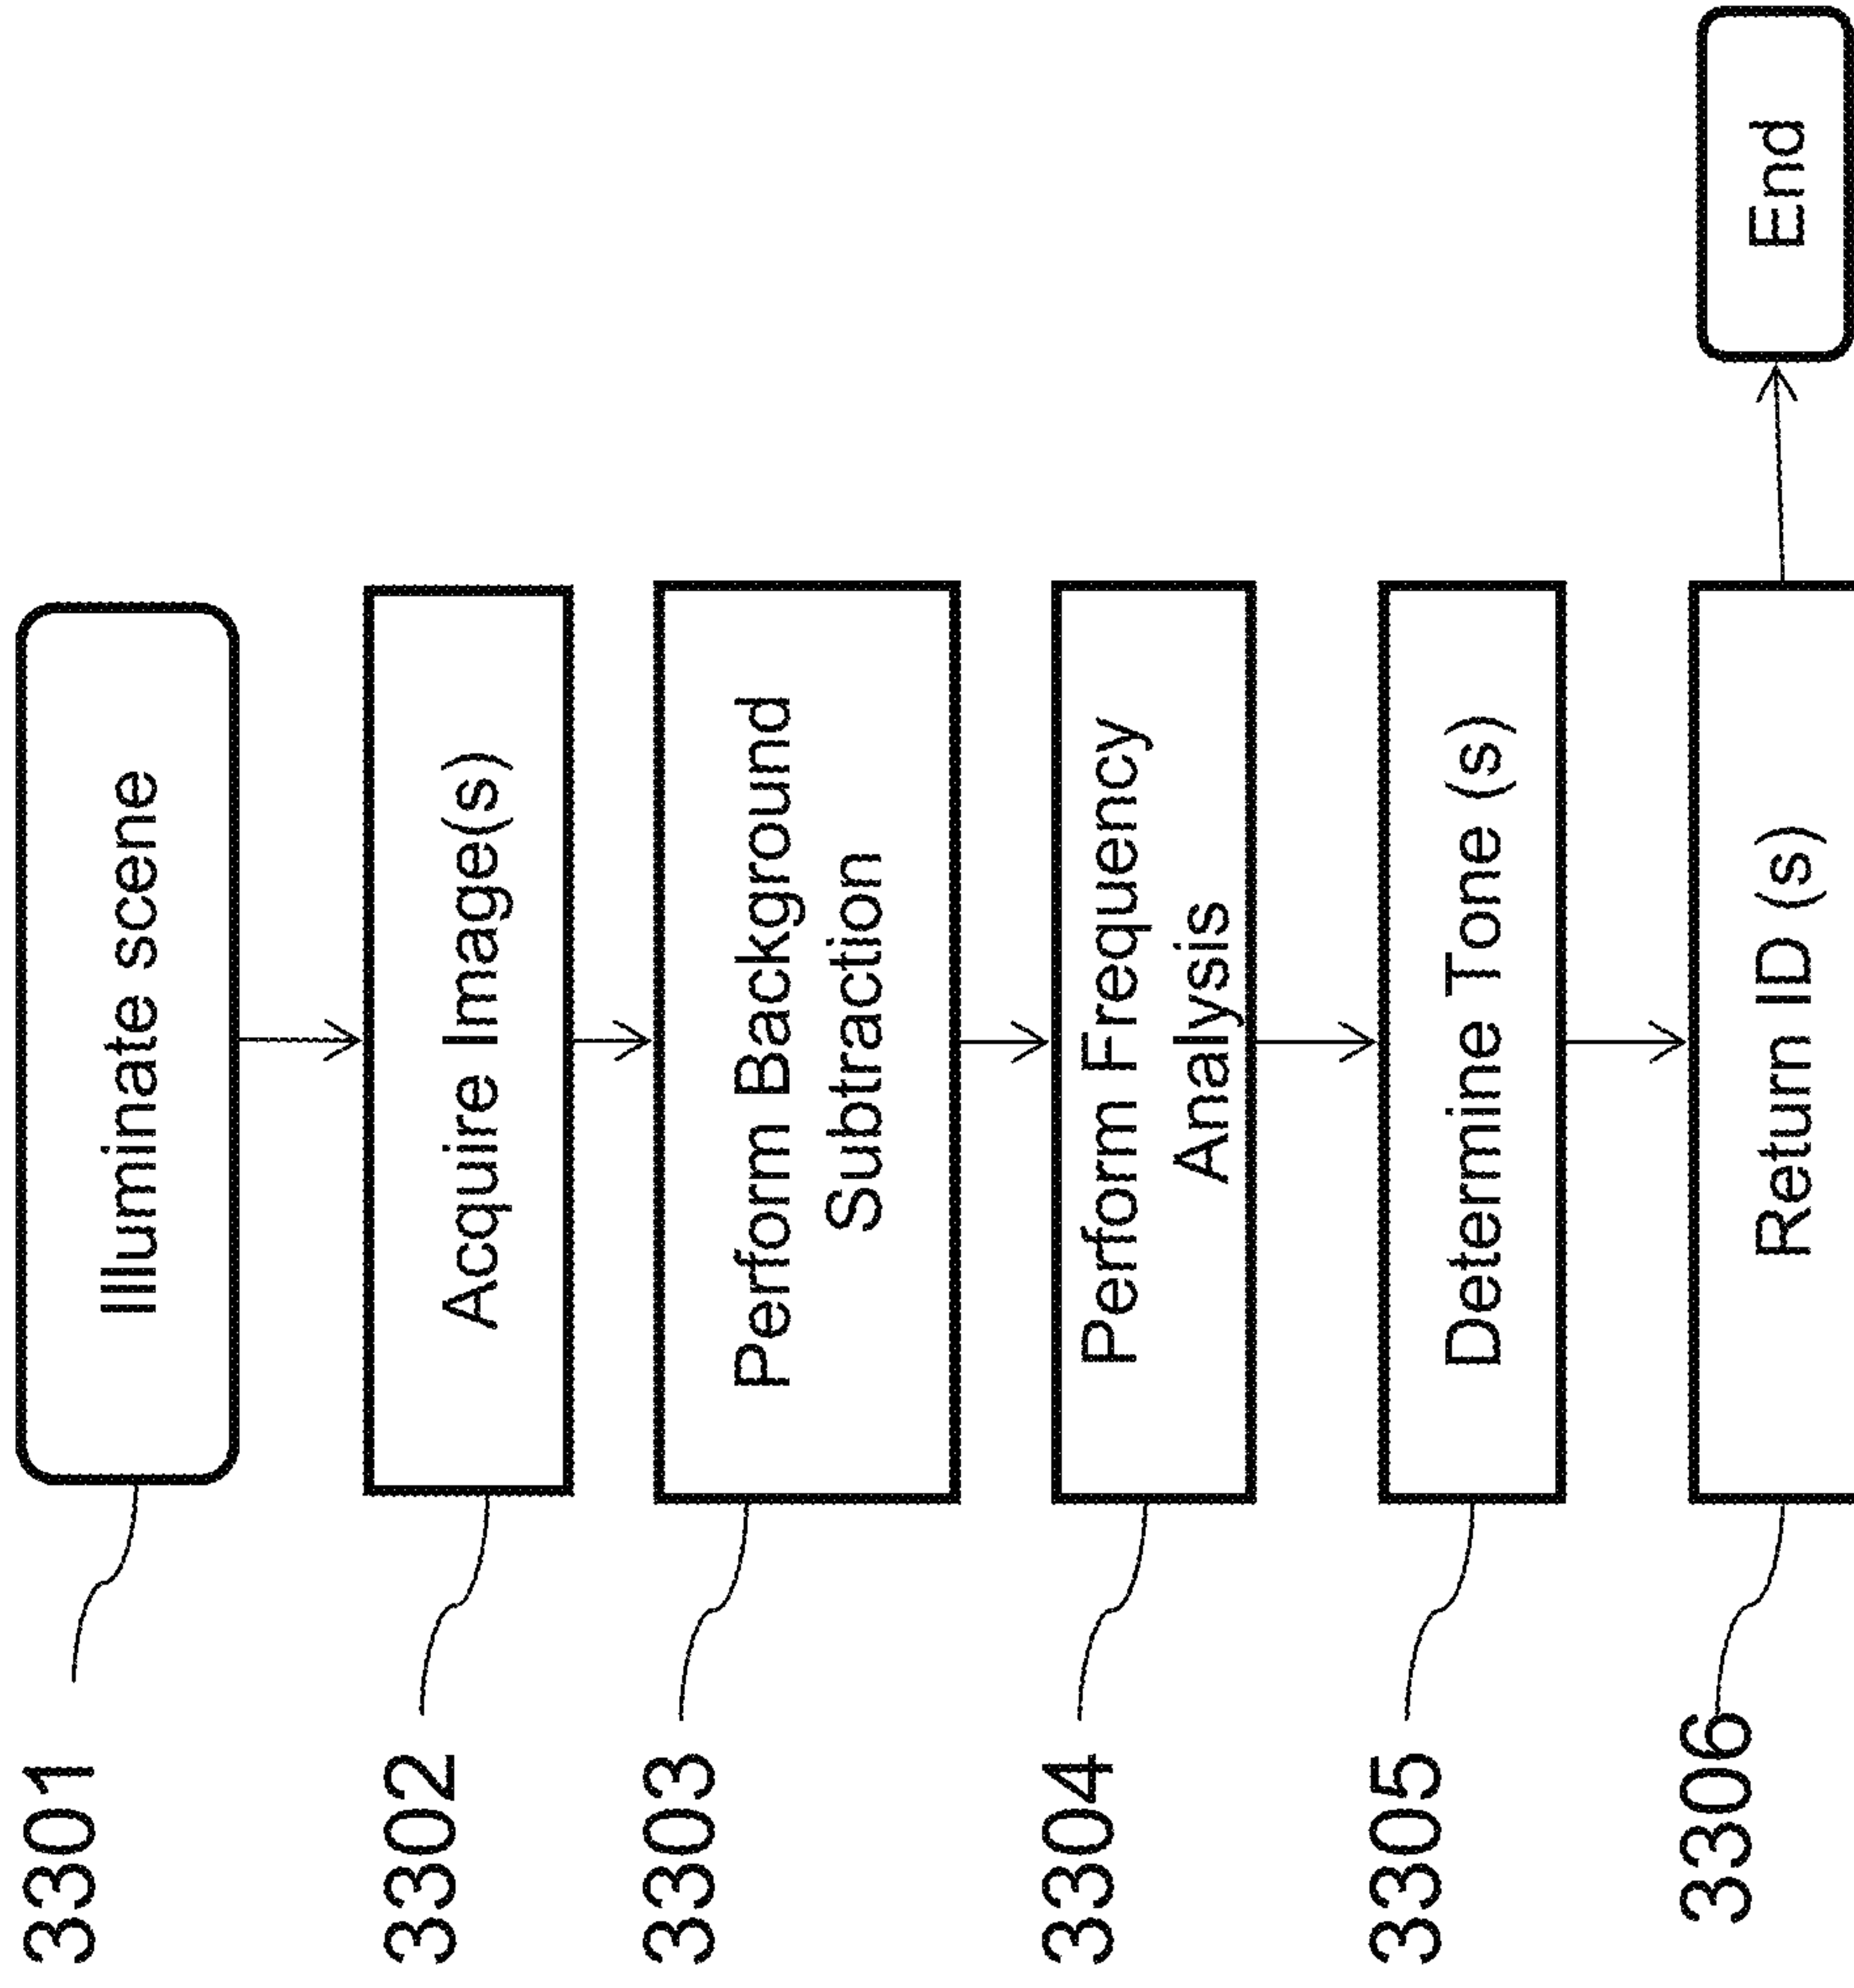 3301
Illuminate scene
3302
Acquire Image(s)
3303
Perform Background
Subtraction
3304
Perform Frequency
Analysis
3305
Determine Tone (s)
3306
Return ID (s)
End